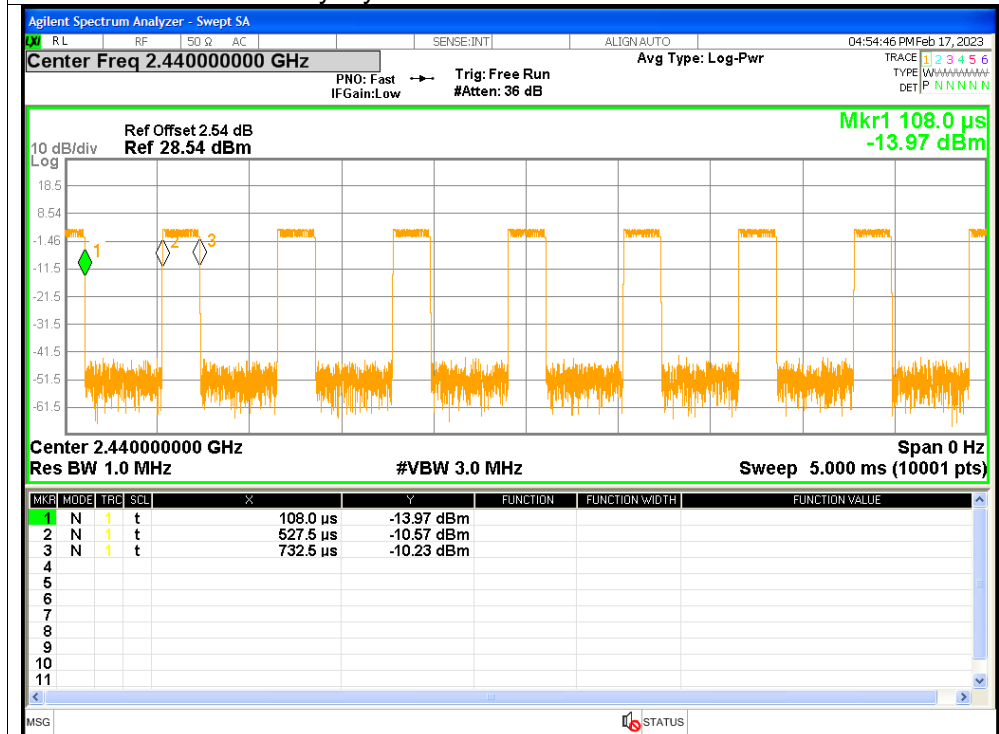 Agilent Spectrum Analyzer - Swept SA
LXI RL RF 50 Ω AC SENSE:INT ALIGNAUTO 04:54:46 PM Feb 17, 2023
Center Freq 2.440000000 GHz
Avg Type: Log-Pwr
TRACE 1 2 3 4 5 6
PNO: Fast Trig: Free Run
TYPE
IFGain:Low #Atten: 36 dB
DET P N N N N N
Mkr1 108.0 µs
-13.97 dBm
Ref Offset 2.54 dB
10 dB/div Ref 28.54 dBm
Log
18.5
8.54
-1.46
-11.5
-21.5
-31.5
-41.5
-51.5
-61.5
1 2 3
Center 2.440000000 GHz Span 0 Hz
Res BW 1.0 MHz #VBW 3.0 MHz Sweep 5.000 ms (10001 pts)
MKR MODE TRC SCL X Y FUNCTION FUNCTION WIDTH FUNCTION VALUE
1 N 1 t 108.0 µs -13.97 dBm
2 N 1 t 527.5 µs -10.57 dBm
3 N 1 t 732.5 µs -10.23 dBm
4
5
6
7
8
9
10
11
MSG STATUS